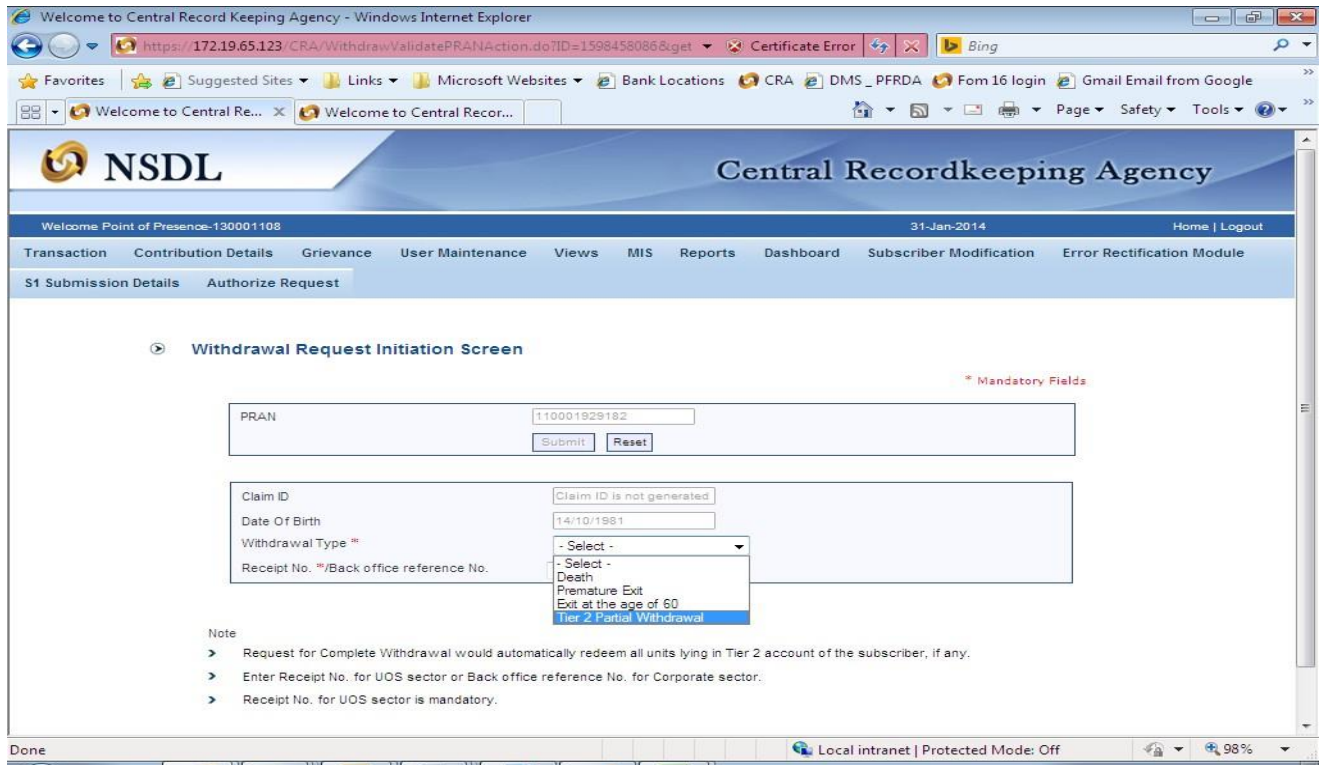 Welcome to Central Record Keeping Agency - Windows Internet Explorer
https://172.19.65.123/CRA/WithdrawValidatePRANAction.do?ID=1598458086&get Certificate Error Bing
Favorites Suggested Sites Links Microsoft Websites Bank Locations CRA DMS_PFRDA Fom 16 login Gmail Email from Google
Welcome to Central Re... X Welcome to Central Recor... Page Safety Tools
NSDL Central Recordkeeping Agency
Welcome Point of Presence-130001108 31-Jan-2014 Home | Logout
Transaction Contribution Details Grievance User Maintenance Views MIS Reports Dashboard Subscriber Modification Error Rectification Module
S1 Submission Details Authorize Request
Withdrawal Request Initiation Screen
* Mandatory Fields
PRAN 110001929182
Submit Reset
Claim ID Claim ID is not generated
Date Of Birth 14/10/1981
Withdrawal Type * - Select -
Receipt No. */Back office reference No.
- Select -
Death
Premature Exit
Exit at the age of 60
Tier 2 Partial Withdrawal
Note
Request for Complete Withdrawal would automatically redeem all units lying in Tier 2 account of the subscriber, if any.
Enter Receipt No. for UOS sector or Back office reference No. for Corporate sector.
Receipt No. for UOS sector is mandatory.
Done Local intranet | Protected Mode: Off 98%